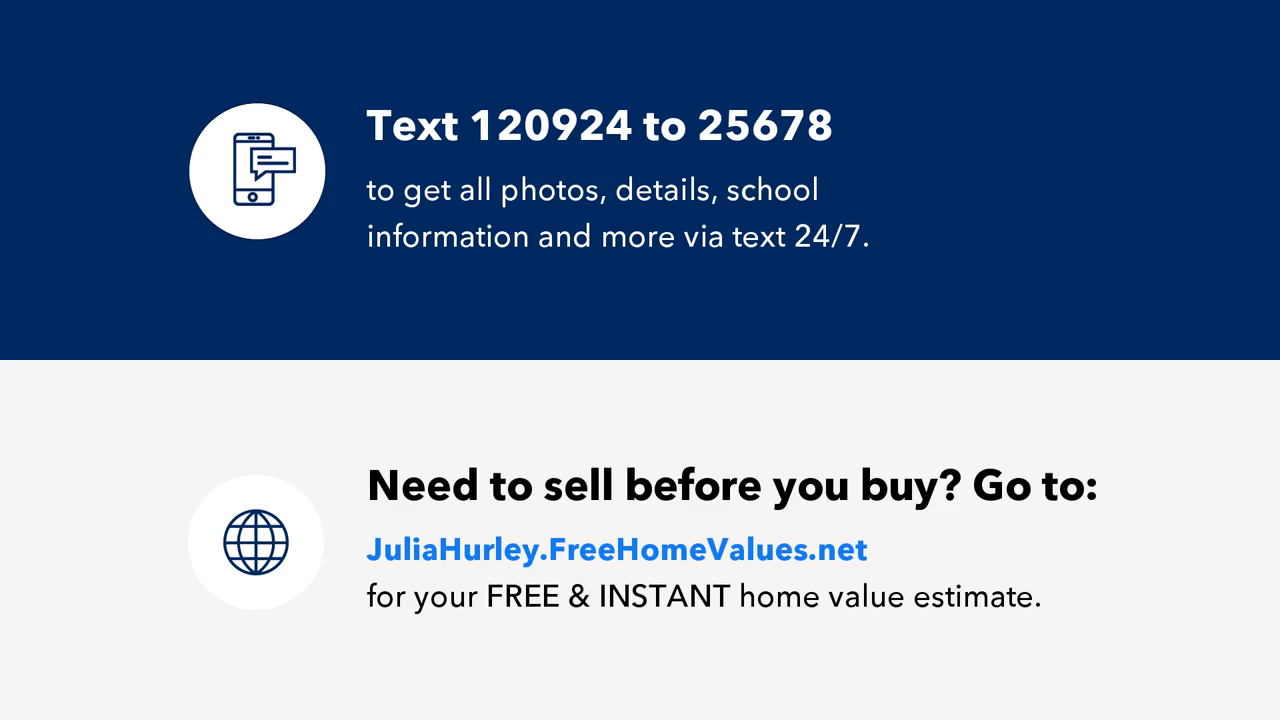 Text 120924 to 25678
to get all photos, details, school
information and more via text 24/7.
Need to sell before you buy? Go to:
JuliaHurley.FreeHomeValues.net
for your FREE & INSTANT home value estimate.